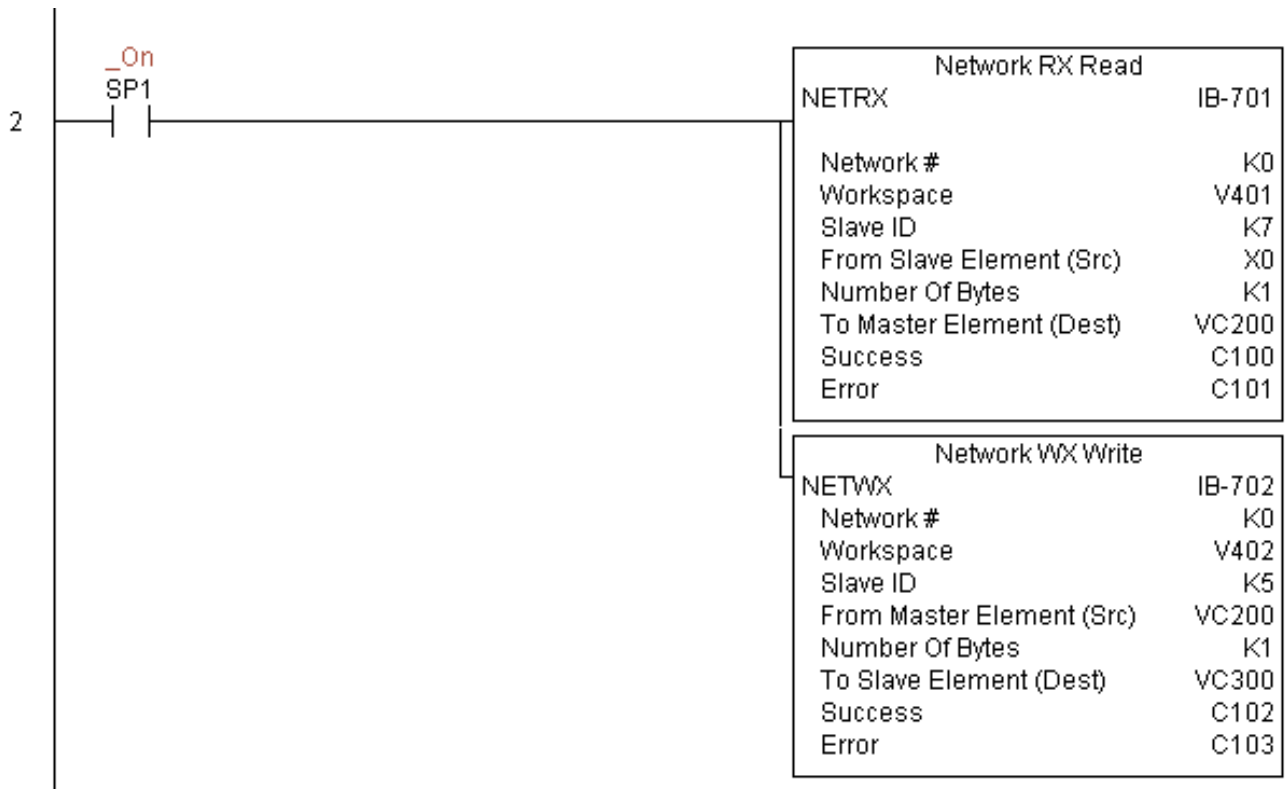 _On
SP1
2
Network RX Read
NETRX IB-701
Network # K0
Workspace V401
Slave ID K7
From Slave Element (Src) X0
Number Of Bytes K1
To Master Element (Dest) VC200
Success C100
Error C101
Network WX Write
NETWX IB-702
Network # K0
Workspace V402
Slave ID K5
From Master Element (Src) VC200
Number Of Bytes K1
To Slave Element (Dest) VC300
Success C102
Error C103